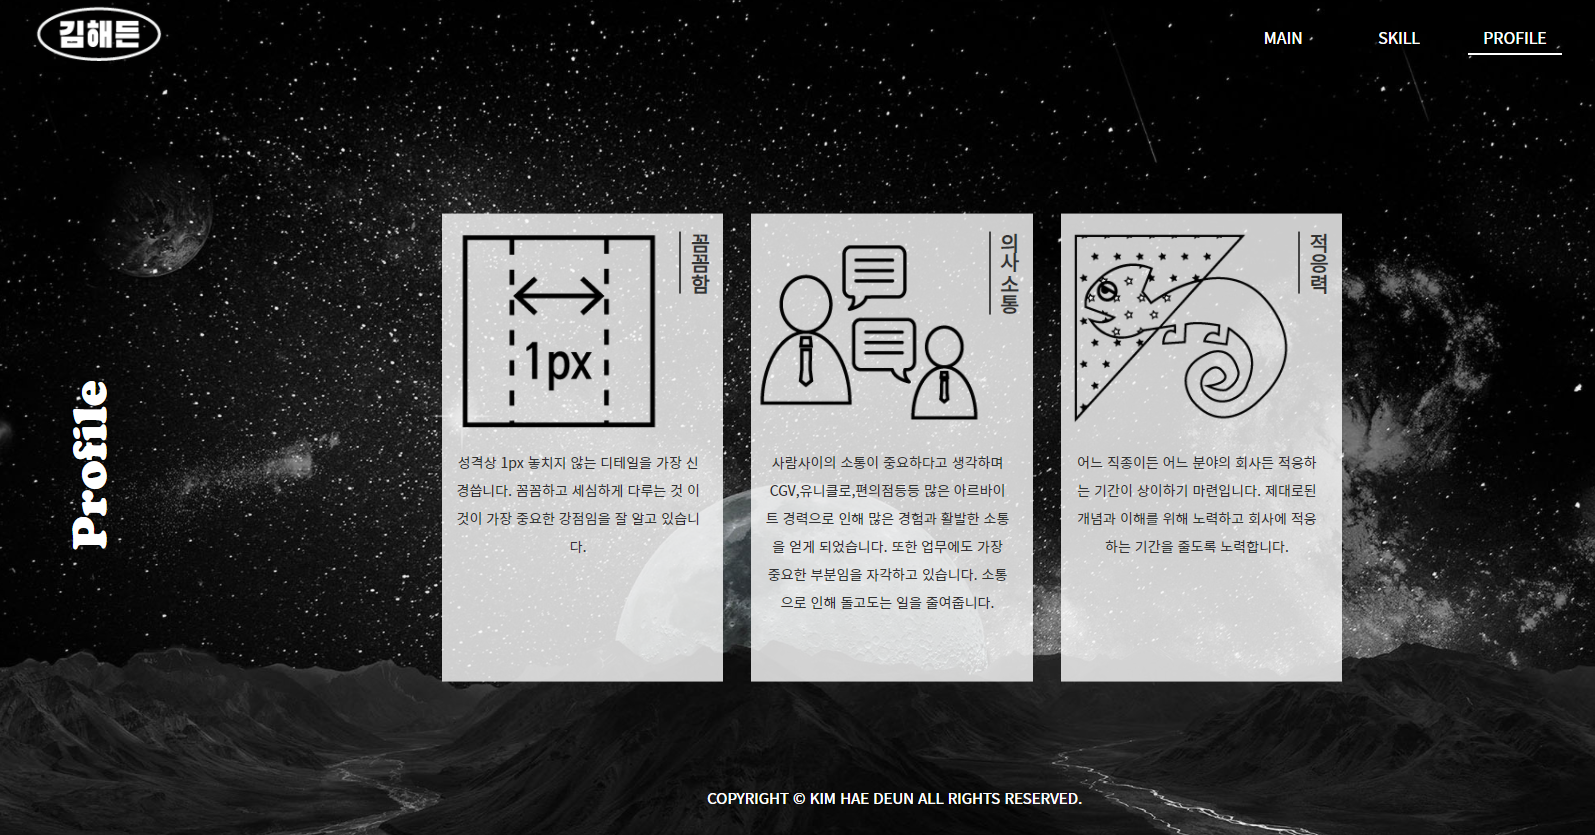 김해든
MAIN
SKILL
PROFILE
Profile
꼼꼼함
1px
성격상 1px 놓치지 않는 디테일을 가장 신
경씁니다. 꼼꼼하고 세심하게 다루는 것 이
것이 가장 중요한 강점임을 잘 알고 있습니
다.
의사소통
사람사이의 소통이 중요하다고 생각하며
CGV,유니클로,편의점등등 많은 아르바이
트 경력으로 인해 많은 경험과 활발한 소통
을 얻게 되었습니다. 또한 업무에도 가장
중요한 부분임을 자각하고 있습니다. 소통
으로 인해 돌고도는 일을 줄여줍니다.
적응력
어느 직종이든 어느 분야의 회사든 적응하
는 기간이 상이하기 마련입니다. 제대로된
개념과 이해를 위해 노력하고 회사에 적응
하는 기간을 줄도록 노력합니다.
COPYRIGHT © KIM HAE DEUN ALL RIGHTS RESERVED.